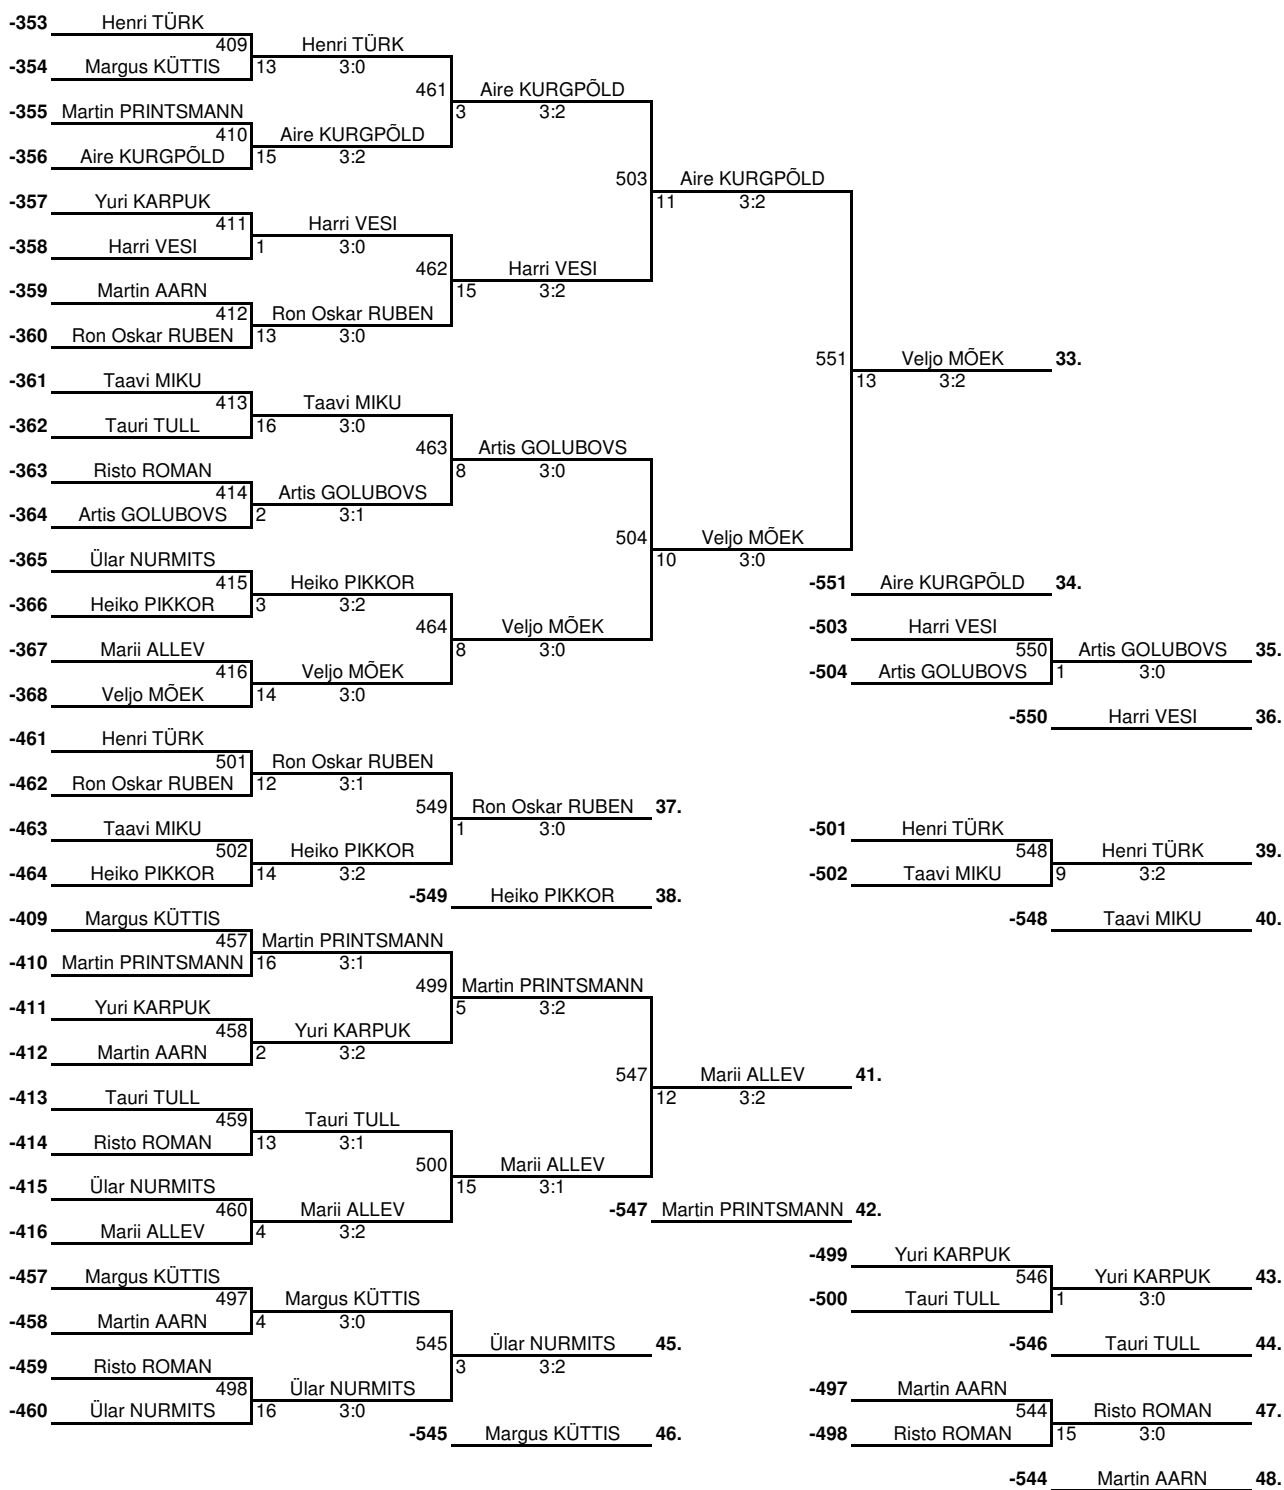 -353 Henri TÜRK
409 Henri TÜRK
-354 Margus KÜTTIS 13 3:0
461 Aire KURGPÕLD
-355 Martin PRINTSMANN 3 3:2
410 Aire KURGPÕLD
-356 Aire KURGPÕLD 15 3:2
503 Aire KURGPÕLD
-357 Yuri KARPUK 11 3:2
411 Harri VESI
-358 Harri VESI 1 3:0
462 Harri VESI
-359 Martin AARN 15 3:2
412 Ron Oskar RUBEN
-360 Ron Oskar RUBEN 13 3:0
551 Veljo MÕEK 33.
-361 Taavi MIKU 13 3:2
413 Taavi MIKU
-362 Tauri TULL 16 3:0
463 Artis GOLUBOVS
-363 Risto ROMAN 8 3:0
414 Artis GOLUBOVS
-364 Artis GOLUBOVS 2 3:1
504 Veljo MÕEK
-365 Ülar NURMITS 10 3:0
415 Heiko PIKKOR -551 Aire KURGPÕLD 34.
-366 Heiko PIKKOR 3 3:2
464 Veljo MÕEK -503 Harri VESI
-367 Marii ALLEV 8 3:0 550 Artis GOLUBOVS 35.
416 Veljo MÕEK -504 Artis GOLUBOVS 1 3:0
-368 Veljo MÕEK 14 3:0
-550 Harri VESI 36.
-461 Henri TÜRK
501 Ron Oskar RUBEN
-462 Ron Oskar RUBEN 12 3:1
549 Ron Oskar RUBEN 37.
-463 Taavi MIKU 1 3:0 -501 Henri TÜRK
502 Heiko PIKKOR 548 Henri TÜRK 39.
-464 Heiko PIKKOR 14 3:2 -502 Taavi MIKU 9 3:2
-549 Heiko PIKKOR 38.
-409 Margus KÜTTIS -548 Taavi MIKU 40.
457 Martin PRINTSMANN
-410 Martin PRINTSMANN 16 3:1
499 Martin PRINTSMANN
-411 Yuri KARPUK 5 3:2
458 Yuri KARPUK
-412 Martin AARN 2 3:2
547 Marii ALLEV 41.
-413 Tauri TULL 12 3:2
459 Tauri TULL
-414 Risto ROMAN 13 3:1
500 Marii ALLEV
-415 Ülar NURMITS 15 3:1
460 Marii ALLEV -547 Martin PRINTSMANN 42.
-416 Marii ALLEV 4 3:2
-499 Yuri KARPUK
-457 Margus KÜTTIS 546 Yuri KARPUK 43.
497 Margus KÜTTIS -500 Tauri TULL 1 3:0
-458 Martin AARN 4 3:0
545 Ülar NURMITS 45. -546 Tauri TULL 44.
-459 Risto ROMAN 3 3:2
498 Ülar NURMITS -497 Martin AARN
-460 Ülar NURMITS 16 3:0 544 Risto ROMAN 47.
-545 Margus KÜTTIS 46. -498 Risto ROMAN 15 3:0
-544 Martin AARN 48.